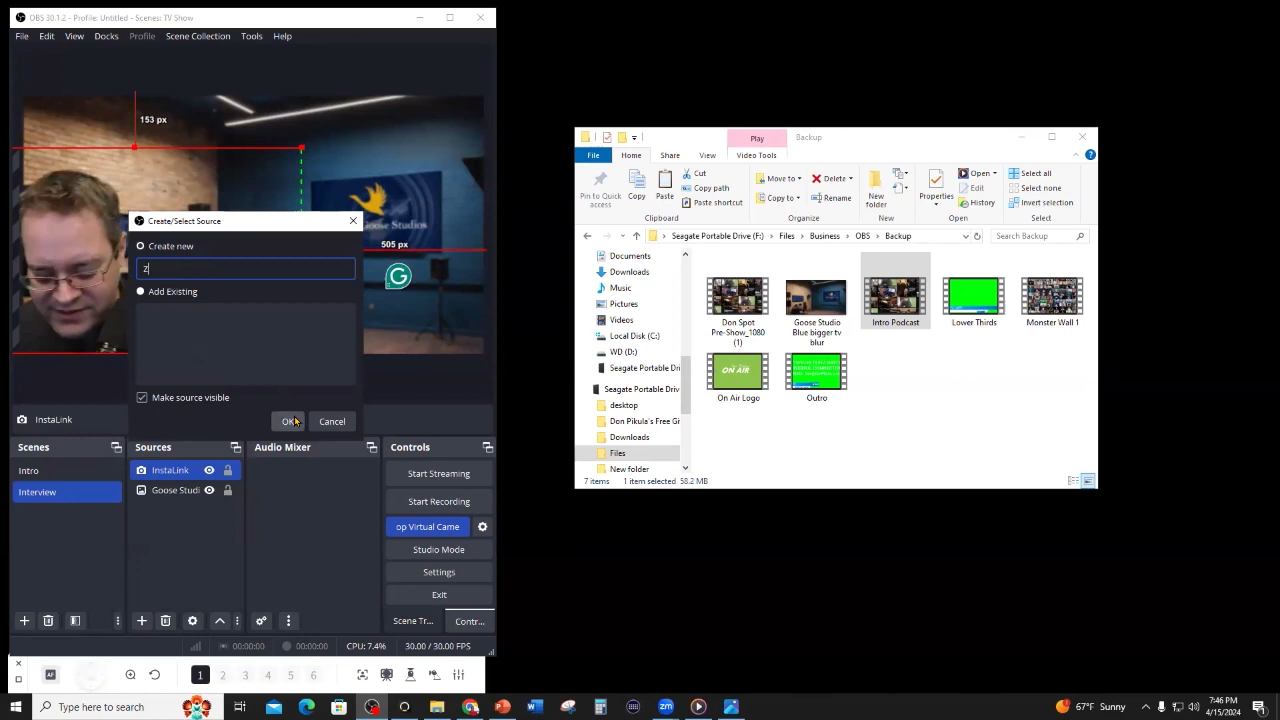 OBS 30.1.2 - Profile: Untitled - Scenes: TV Show
File Edit View Docks Profile Scene Collection Tools Help
153 px
Goose Studios
505 px
Create/Select Source
Create new
z
Add Existing
Make source visible
OK Cancel
InstaLink
Scenes
Intro
Interview
Sources
InstaLink
Goose Studi
Audio Mixer
Controls
Start Streaming
Start Recording
op Virtual Came
Studio Mode
Settings
Exit
Scene Tr... Contr...
00:00:00 00:00:00 CPU: 7.4% 30.00 / 30.00 FPS
AF 1 2 3 4 5 6
Play Backup
File Home Share View Video Tools
Pin to Quick access
Copy
Paste
Cut
Copy path
Paste shortcut
Clipboard
Move to
Copy to
Delete
Rename
Organize
New folder
New
Properties
Open
Edit
History
Open
Select all
Select none
Invert selection
Select
Seagate Portable Drive (F:) Files Business OBS Backup
Search Backup
Documents
Downloads
Music
Pictures
Videos
Local Disk (C:)
WD (D:)
Seagate Portable Dri
Seagate Portable Driv
desktop
Don Pikula's Free Gr
Downloads
Files
New folder
Don Spot
Pre-Show_1080
(1)
Goose Studio
Blue bigger tv
blur
Intro Podcast
Lower Thirds
Monster Wall 1
ON AIR
On Air Logo
Outro
7 items 1 item selected 58.2 MB
Type here to search
zm
67°F Sunny
7:46 PM
4/15/2024